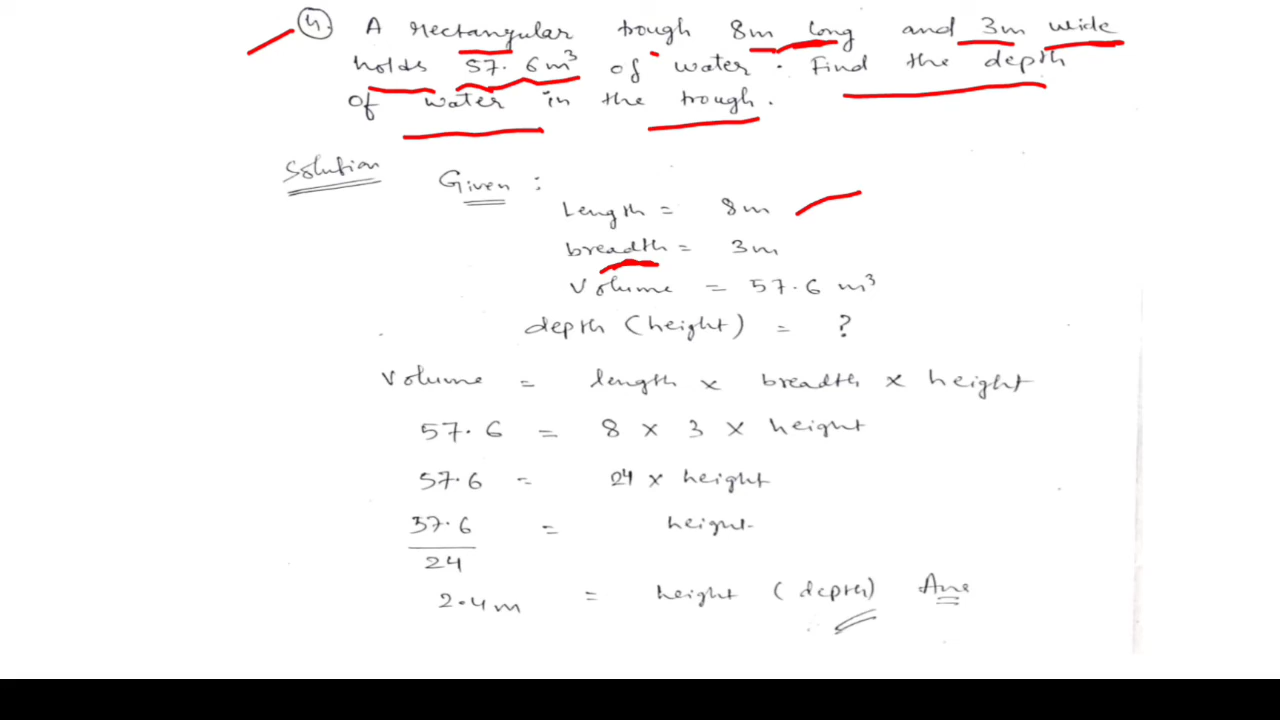 4. A rectangular trough 8m long and 3m wide
holds 57.6 m³ of water. Find the depth
of water in the trough.
Solution
Given :
Length = 8m
breadth = 3m
Volume = 57.6 m³
depth (height) = ?
Volume = length × breadth × height
57.6 = 8 × 3 × height
57.6 = 24 × height
57.6/24 = height
2.4m = height (depth) Ans